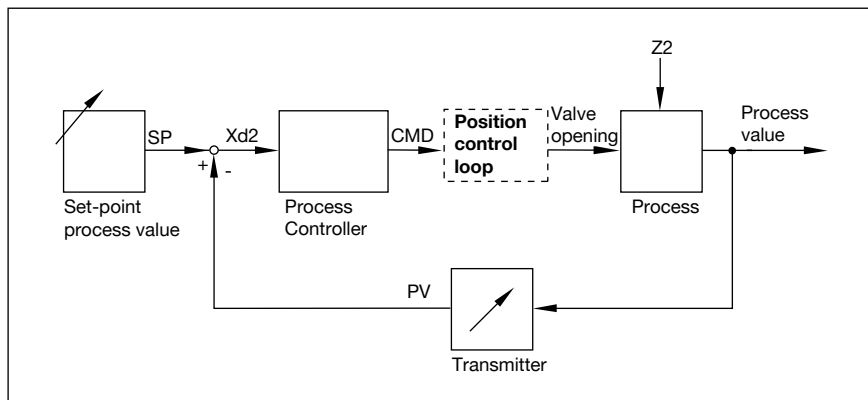 Z2
SP
Xd2
CMD
Position
control
loop
Valve
opening
Process
value
+
-
Set-point
process value
Process
Controller
Process
PV
Transmitter